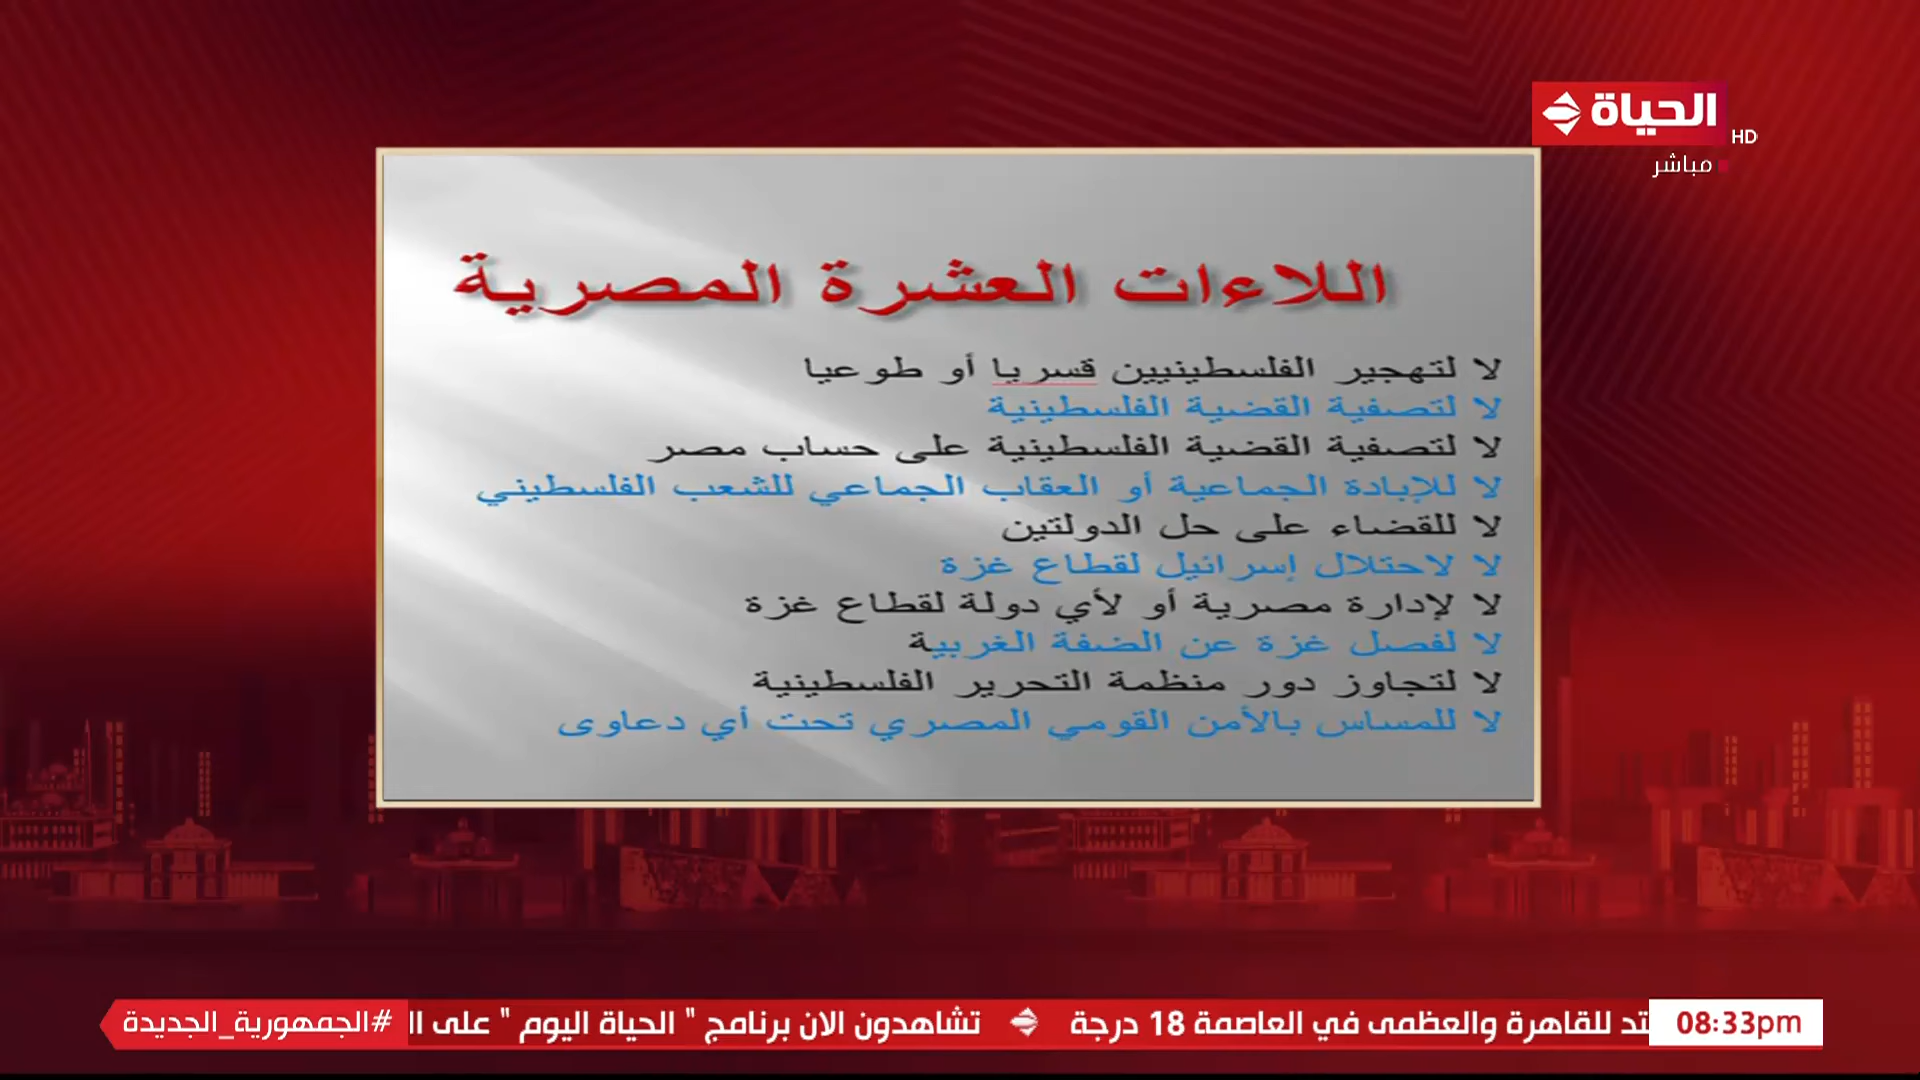 الحياة
HD
مباشر
اللاءات العشرة المصرية
لا لتهجير الفلسطينيين قسريا أو طوعيا
لا لتصفية القضية الفلسطينية
لا لتصفية القضية الفلسطينية على حساب مصر
لا للإبادة الجماعية أو العقاب الجماعي للشعب الفلسطيني
لا للقضاء على حل الدولتين
لا لاحتلال إسرائيل لقطاع غزة
لا لإدارة مصرية أو لأي دولة لقطاع غزة
لا لفصل غزة عن الضفة الغربية
لا لتجاوز دور منظمة التحرير الفلسطينية
لا للمساس بالأمن القومي المصري تحت أي دعاوى
08:33pm
للقاهرة والعظمى في العاصمة 18 درجة تشاهدون الان برنامج " الحياة اليوم " على
#الجمهورية_الجديدة